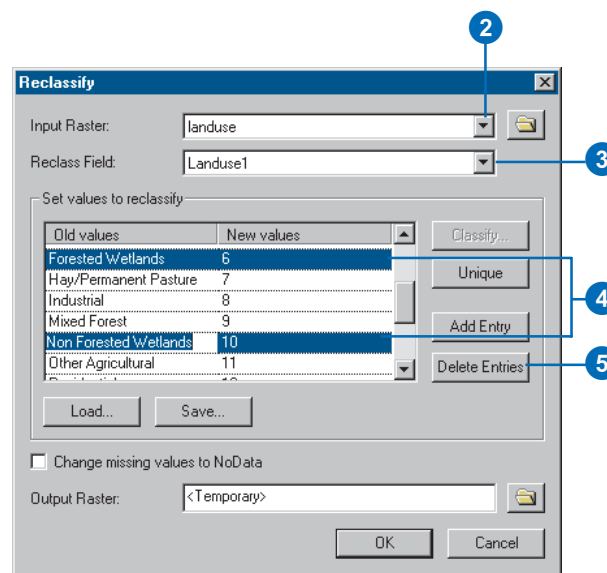 2
Reclassify
Input Raster: landuse
3
Reclass Field: Landuse1
Set values to reclassify
Old values New values
Classify...
Forested Wetlands 6
Hay/Permanent Pasture 7
Unique
Industrial 8
4
Mixed Forest 9
Add Entry
Non Forested Wetlands 10
Other Agricultural 11
Delete Entries
5
Load... Save...
Change missing values to NoData
Output Raster: <Temporary>
OK Cancel